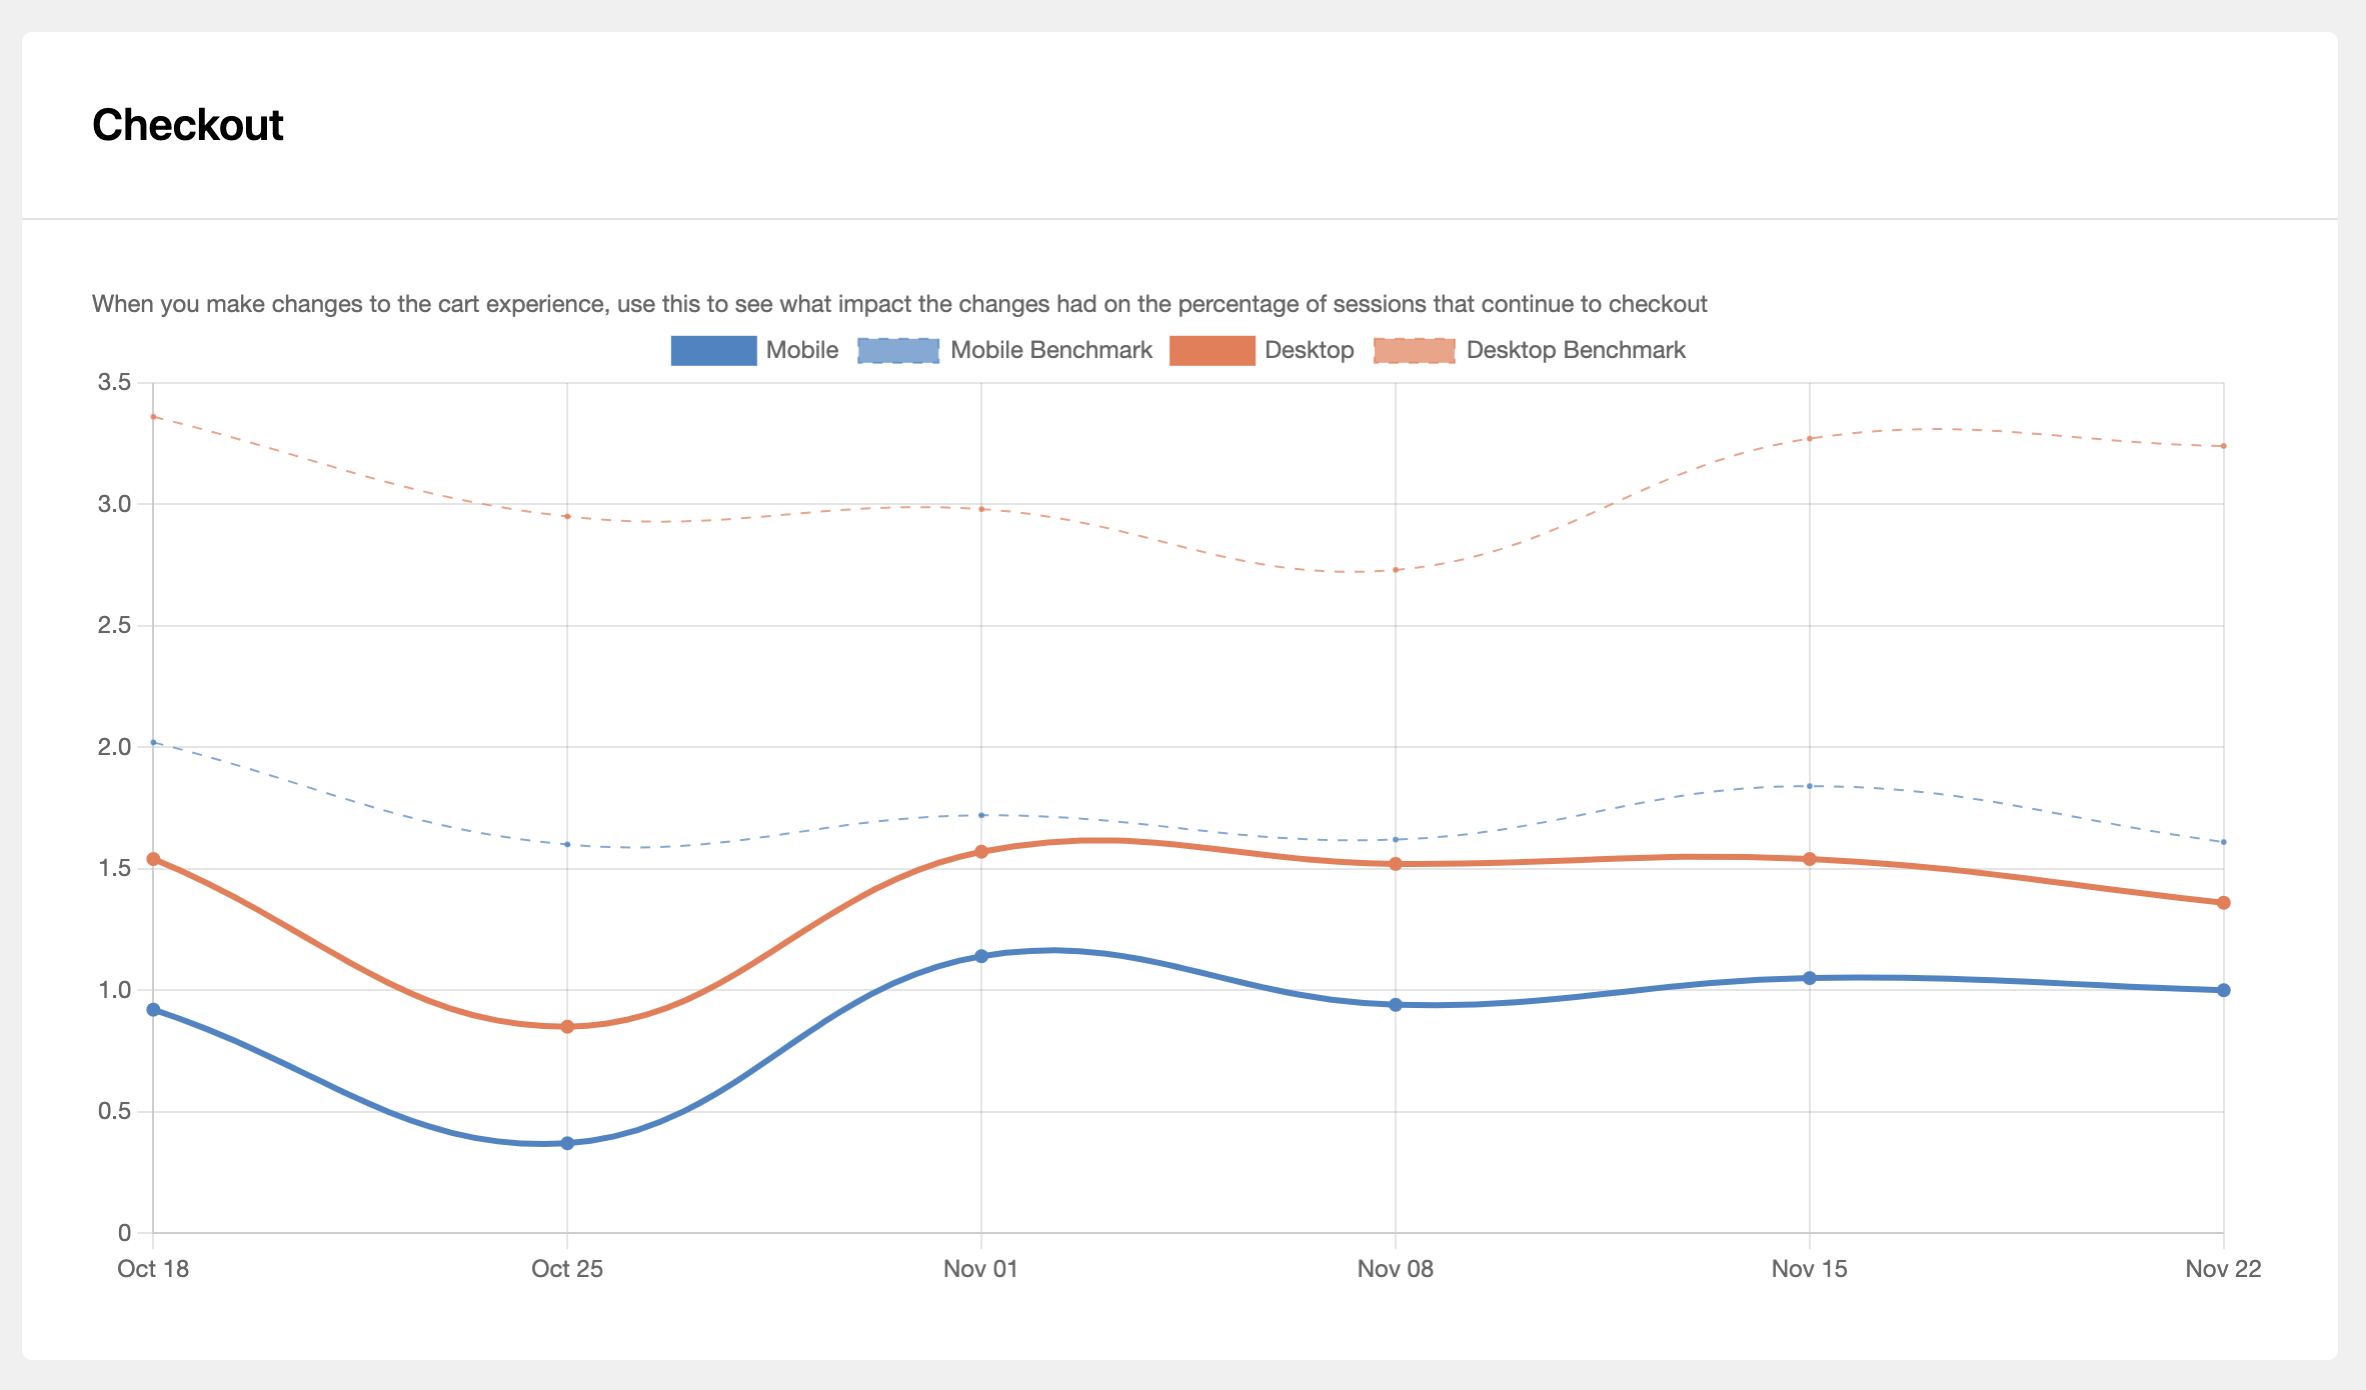 Checkout
When you make changes to the cart experience, use this to see what impact the changes had on the percentage of sessions that continue to checkout
Mobile Mobile Benchmark Desktop Desktop Benchmark
3.5
3.0
2.5
2.0
1.5
1.0
0.5
0
Oct 18 Oct 25 Nov 01 Nov 08 Nov 15 Nov 22